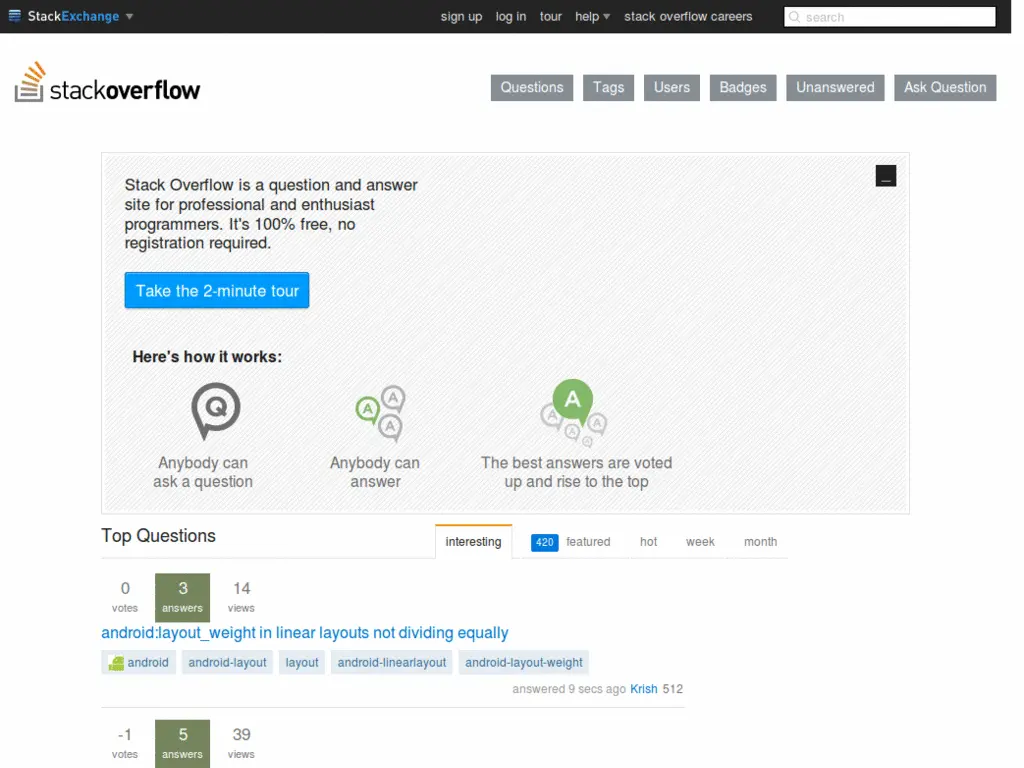 StackExchange
sign up log in tour help stack overflow careers search
stackoverflow
Questions Tags Users Badges Unanswered Ask Question
Stack Overflow is a question and answer
site for professional and enthusiast
programmers. It's 100% free, no
registration required.
_
Take the 2-minute tour
Here's how it works:
Q
A A A
A A A A Q
Anybody can
ask a question
Anybody can
answer
The best answers are voted
up and rise to the top
Top Questions
interesting 420 featured hot week month
0 3 14
votes answers views
android:layout_weight in linear layouts not dividing equally
android android-layout layout android-linearlayout android-layout-weight
answered 9 secs ago Krish 512
-1 5 39
votes answers views